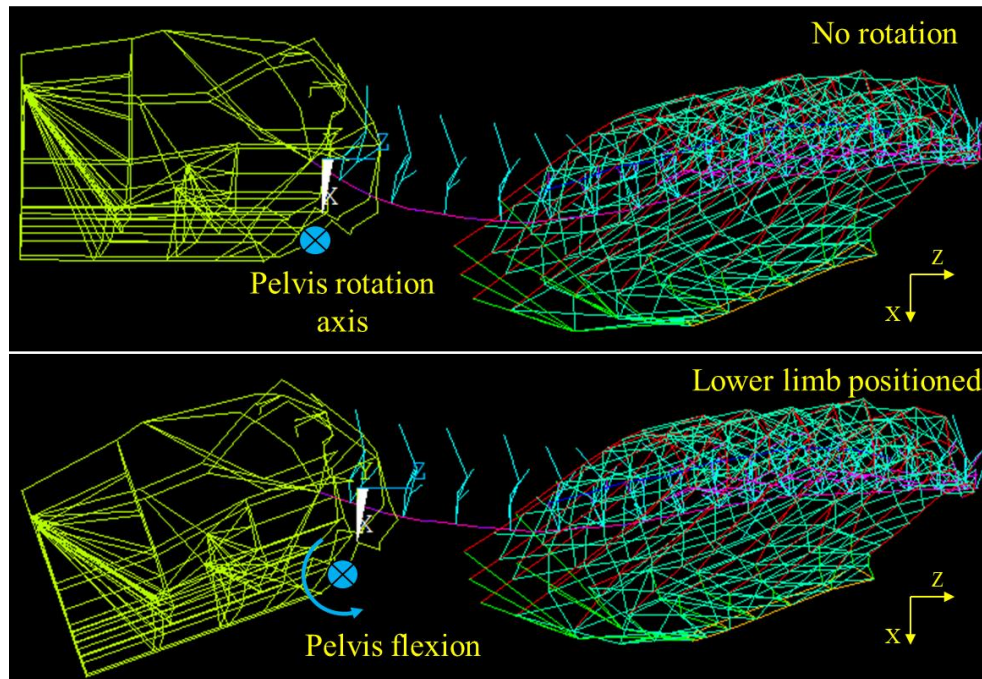 No rotation
Y
Z
X
Pelvis rotation
axis
Z
X
Lower limb positioned
Y
Z
X
Pelvis flexion
Z
X